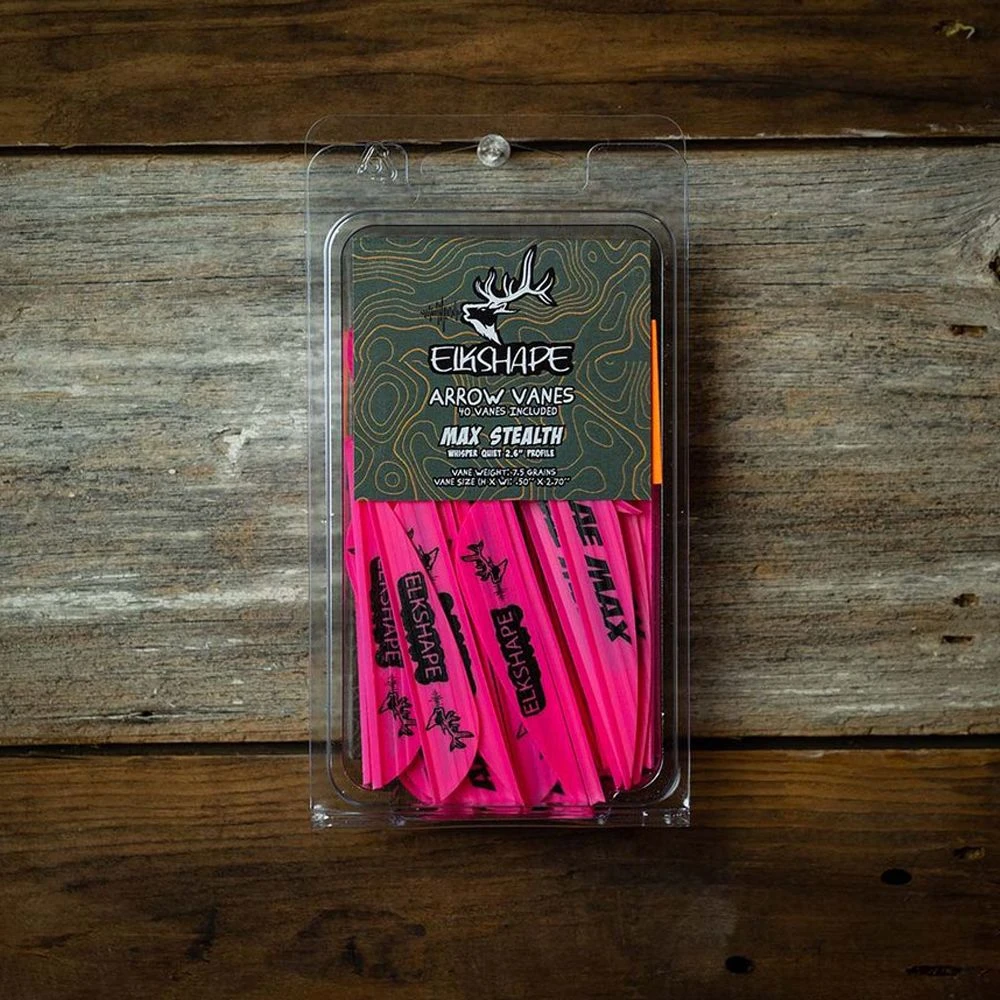 ELKSHAPE
ARROW VANES
40 VANES INCLUDED
MAX STEALTH
WHISPER QUIET 2.6" PROFILE
VANE WEIGHT: 7.5 GRAINS
VANE SIZE (H X W): .50" X 2.70"
ELKSHAPE
ELKSHAPE
ELKSHAPE
MAX